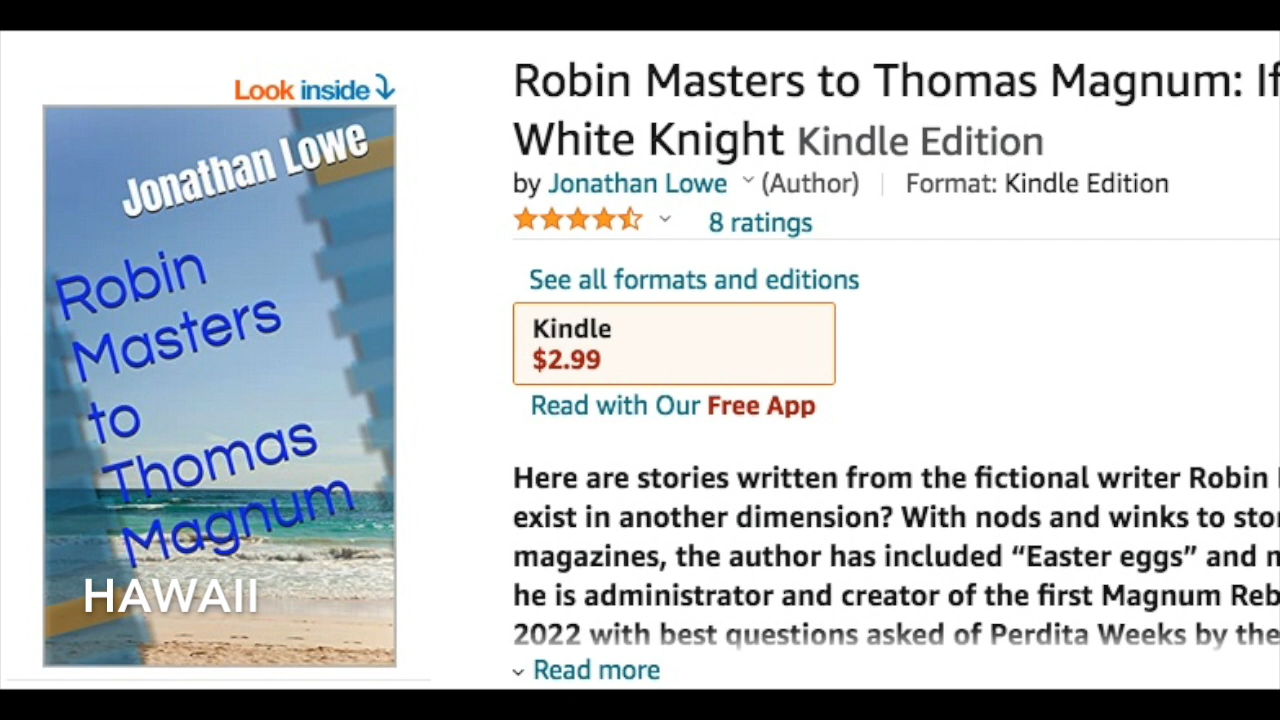 Look inside
Jonathan Lowe
Robin
Masters
to
Thomas
Magnum
HAWAII
Robin Masters to Thomas Magnum: If
White Knight Kindle Edition
by Jonathan Lowe (Author) | Format: Kindle Edition
8 ratings
See all formats and editions
Kindle
$2.99
Read with Our Free App
Here are stories written from the fictional writer Robin
exist in another dimension? With nods and winks to stor
magazines, the author has included “Easter eggs” and
he is administrator and creator of the first Magnum Reb
2022 with best questions asked of Perdita Weeks by the
Read more